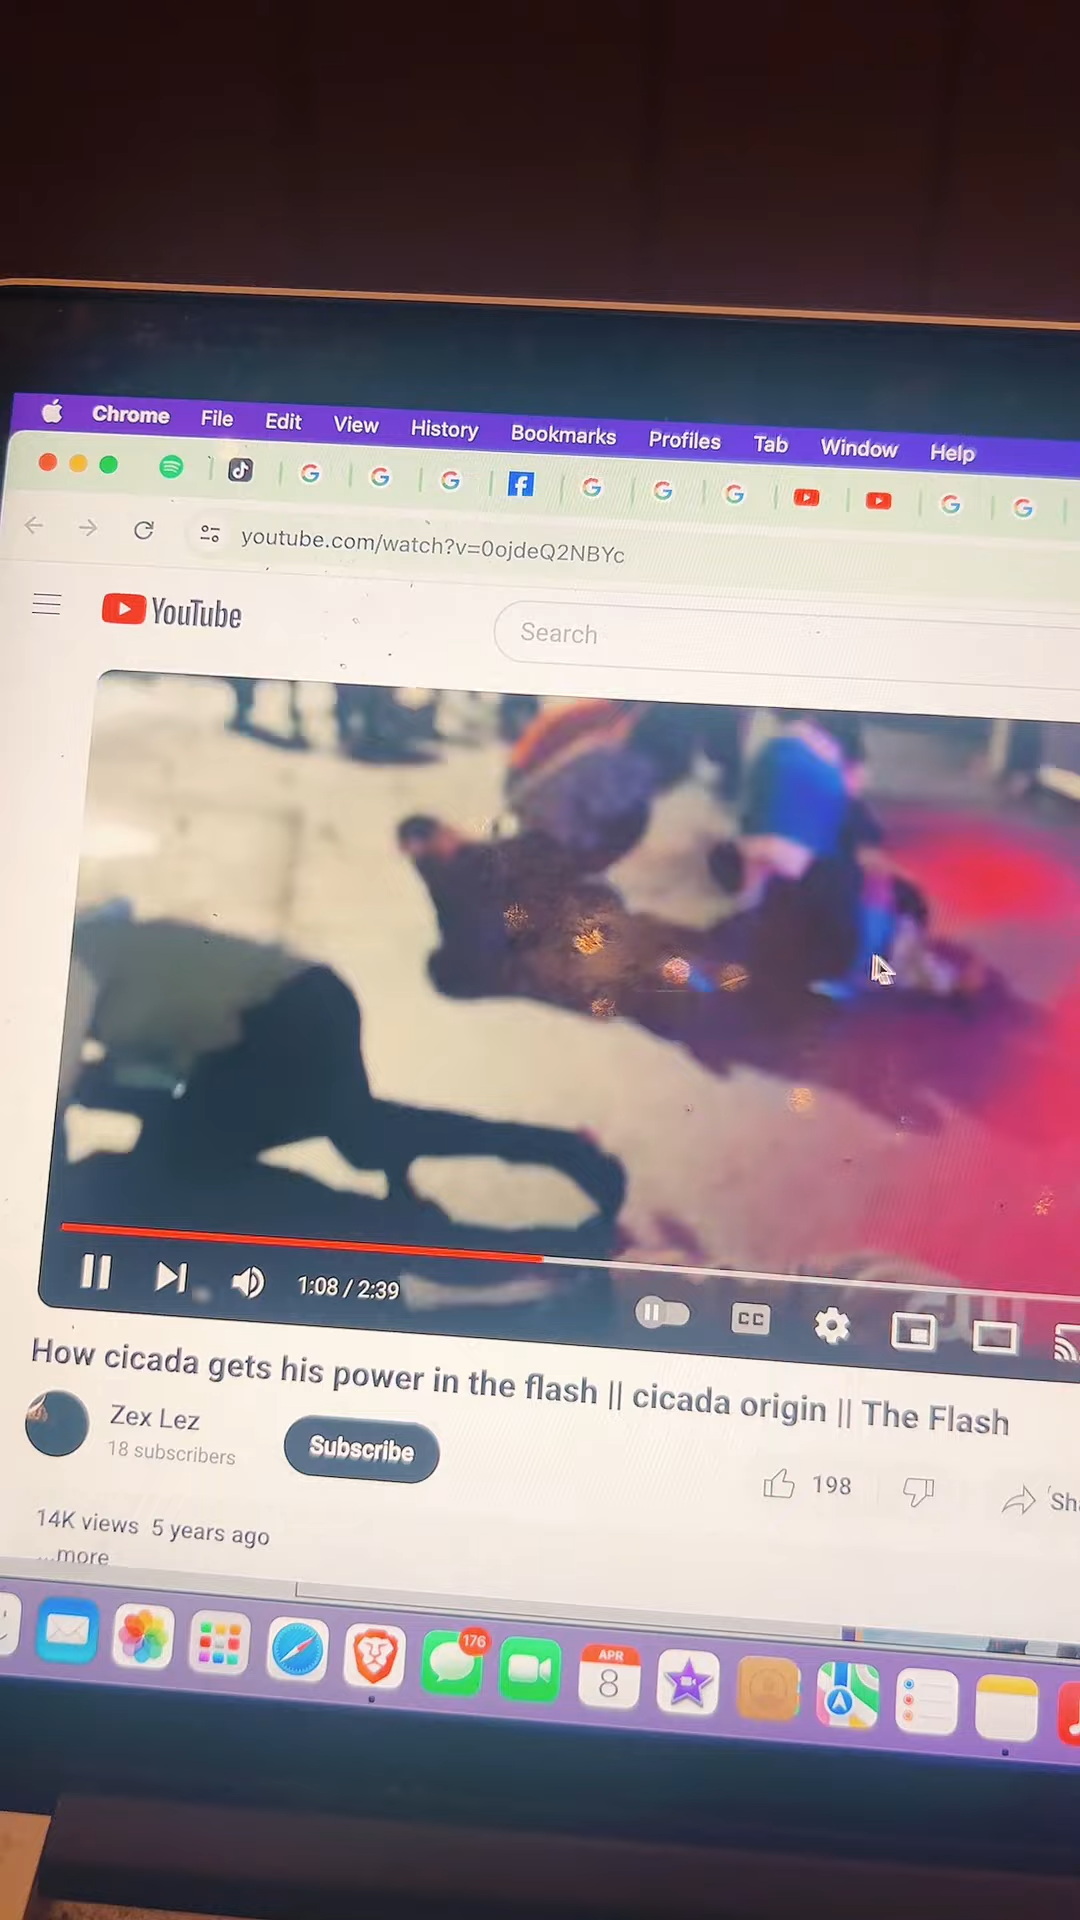 Chrome File Edit View History Bookmarks Profiles Tab Window Help
youtube.com/watch?v=0ojdeQ2NBYc
YouTube
Search
1:08 / 2:39
CC
How cicada gets his power in the flash || cicada origin || The Flash
Zex Lez
18 subscribers
Subscribe
198
14K views 5 years ago
...more
176
APR
8